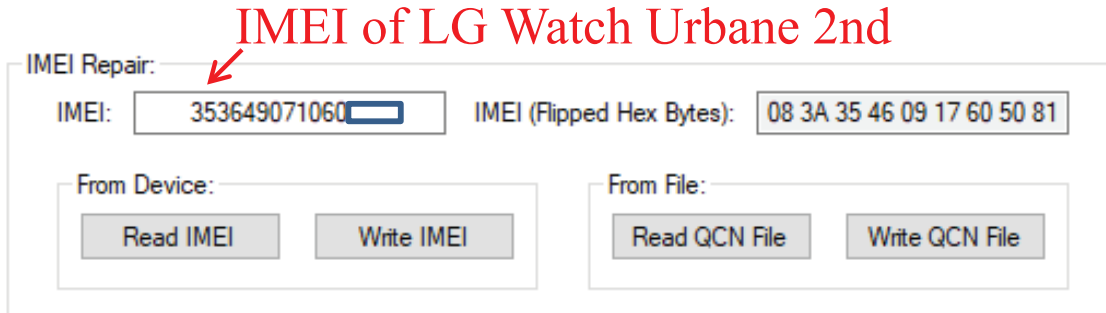 IMEI of LG Watch Urbane 2nd
IMEI Repair:
IMEI: 353649071060 IMEI (Flipped Hex Bytes): 08 3A 35 46 09 17 60 50 81
From Device: From File:
Read IMEI Write IMEI Read QCN File Write QCN File